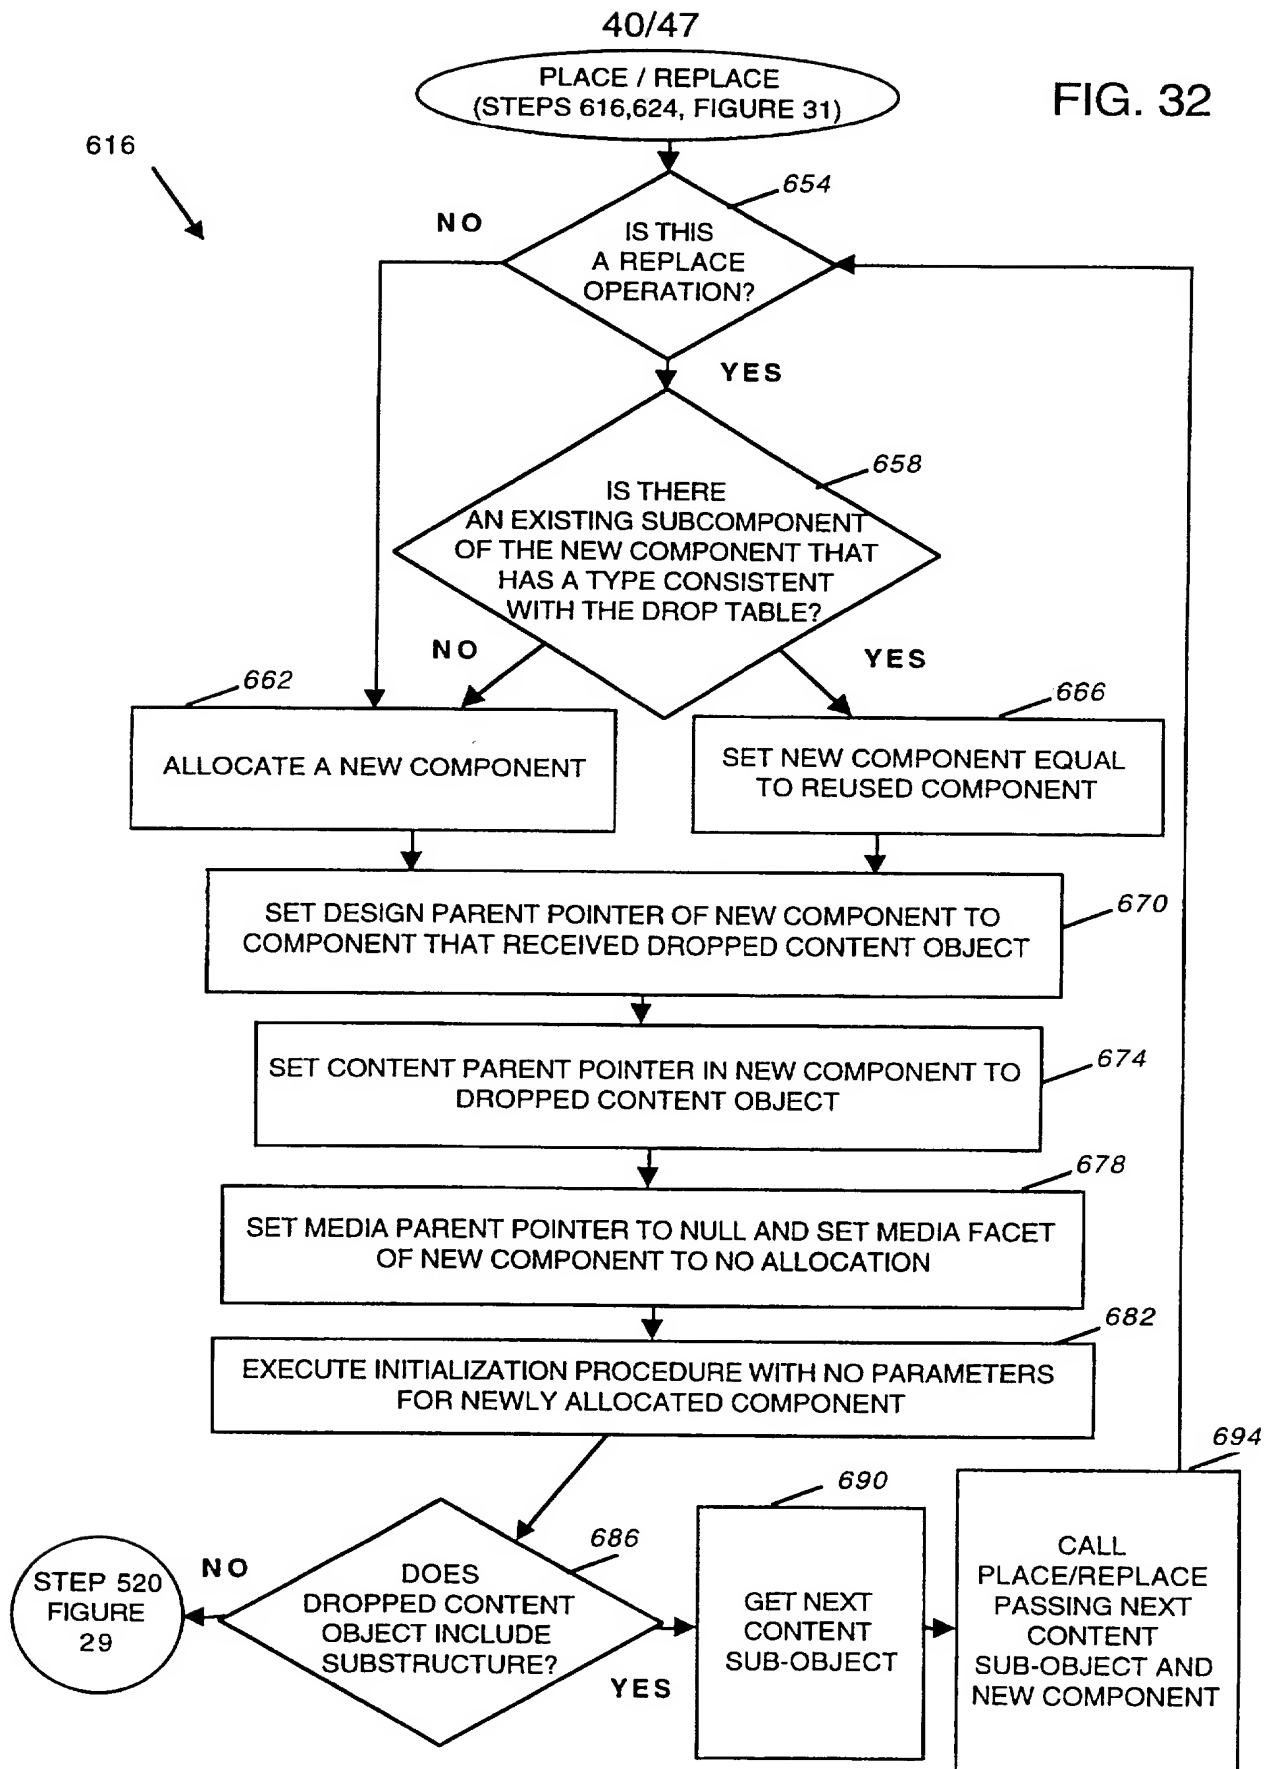 40/47
PLACE / REPLACE
(STEPS 616,624, FIGURE 31)
FIG. 32
616
654
NO
IS THIS
A REPLACE
OPERATION?
YES
658
IS THERE
AN EXISTING SUBCOMPONENT
OF THE NEW COMPONENT THAT
HAS A TYPE CONSISTENT
WITH THE DROP TABLE?
NO
YES
662
666
ALLOCATE A NEW COMPONENT
SET NEW COMPONENT EQUAL
TO REUSED COMPONENT
SET DESIGN PARENT POINTER OF NEW COMPONENT TO
COMPONENT THAT RECEIVED DROPPED CONTENT OBJECT
670
SET CONTENT PARENT POINTER IN NEW COMPONENT TO
DROPPED CONTENT OBJECT
674
678
SET MEDIA PARENT POINTER TO NULL AND SET MEDIA FACET
OF NEW COMPONENT TO NO ALLOCATION
682
EXECUTE INITIALIZATION PROCEDURE WITH NO PARAMETERS
FOR NEWLY ALLOCATED COMPONENT
686
DOES
DROPPED CONTENT
OBJECT INCLUDE
SUBSTRUCTURE?
NO
STEP 520
FIGURE
29
YES
690
GET NEXT
CONTENT
SUB-OBJECT
694
CALL
PLACE/REPLACE
PASSING NEXT
CONTENT
SUB-OBJECT AND
NEW COMPONENT